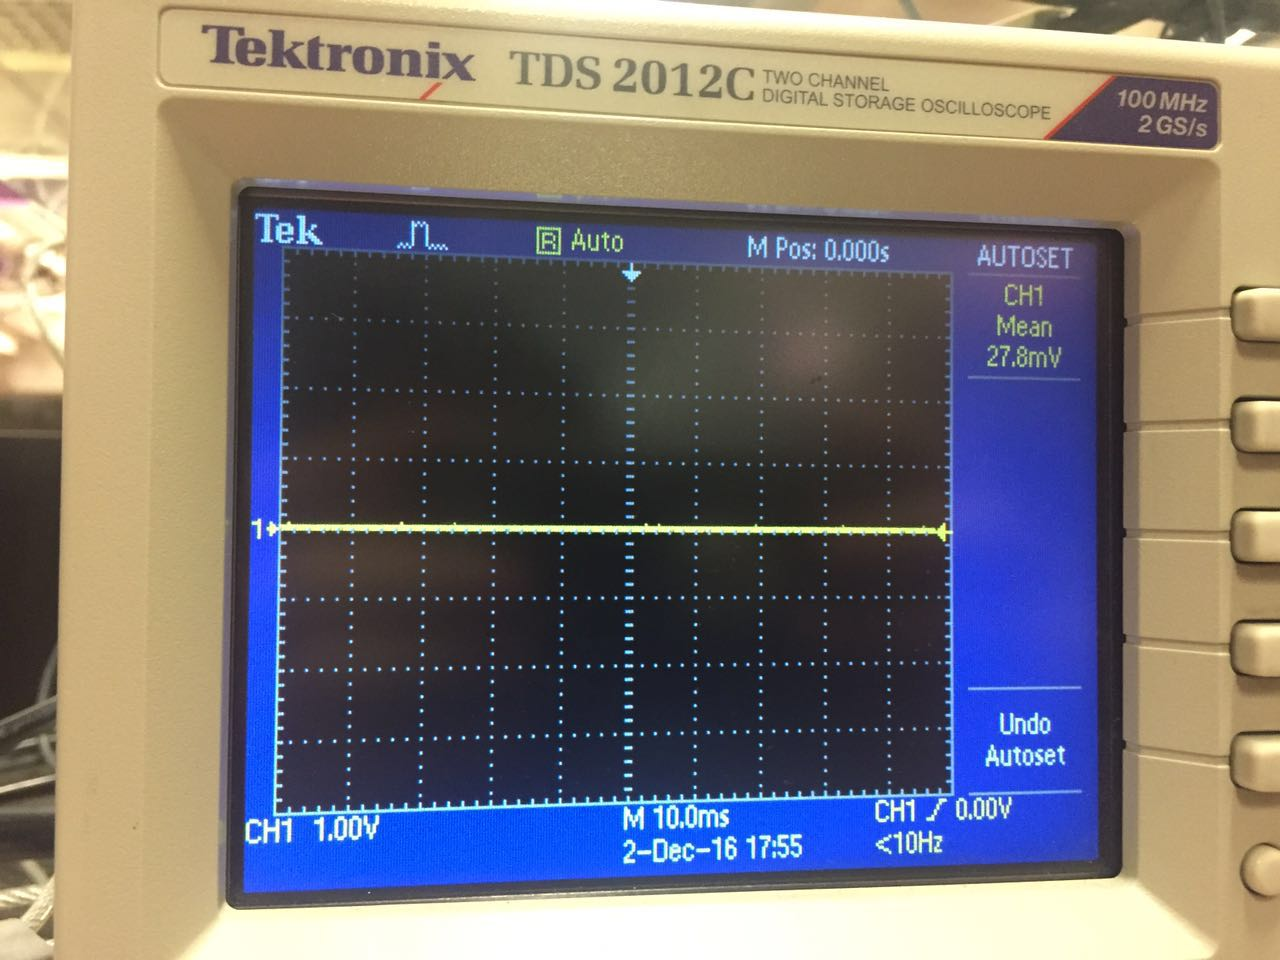 Tektronix TDS 2012C TWO CHANNEL
DIGITAL STORAGE OSCILLOSCOPE
100 MHz
2 GS/s
Tek R Auto M Pos: 0.000s AUTOSET
CH1
Mean
27.8mV
1
Undo
Autoset
CH1 1.00V M 10.0ms CH1 0.00V
2-Dec-16 17:55 <10Hz